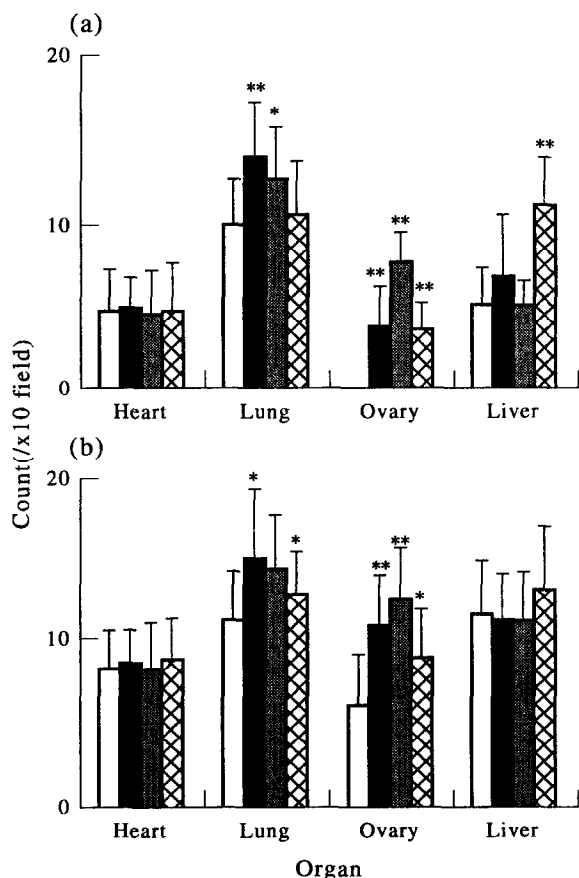 (a)
20
10
0
** *
** ** **
**
Heart Lung Ovary Liver
Count(/x10 field)
(b)
20
10
0
* *
** ** *
Heart Lung Ovary Liver
Organ